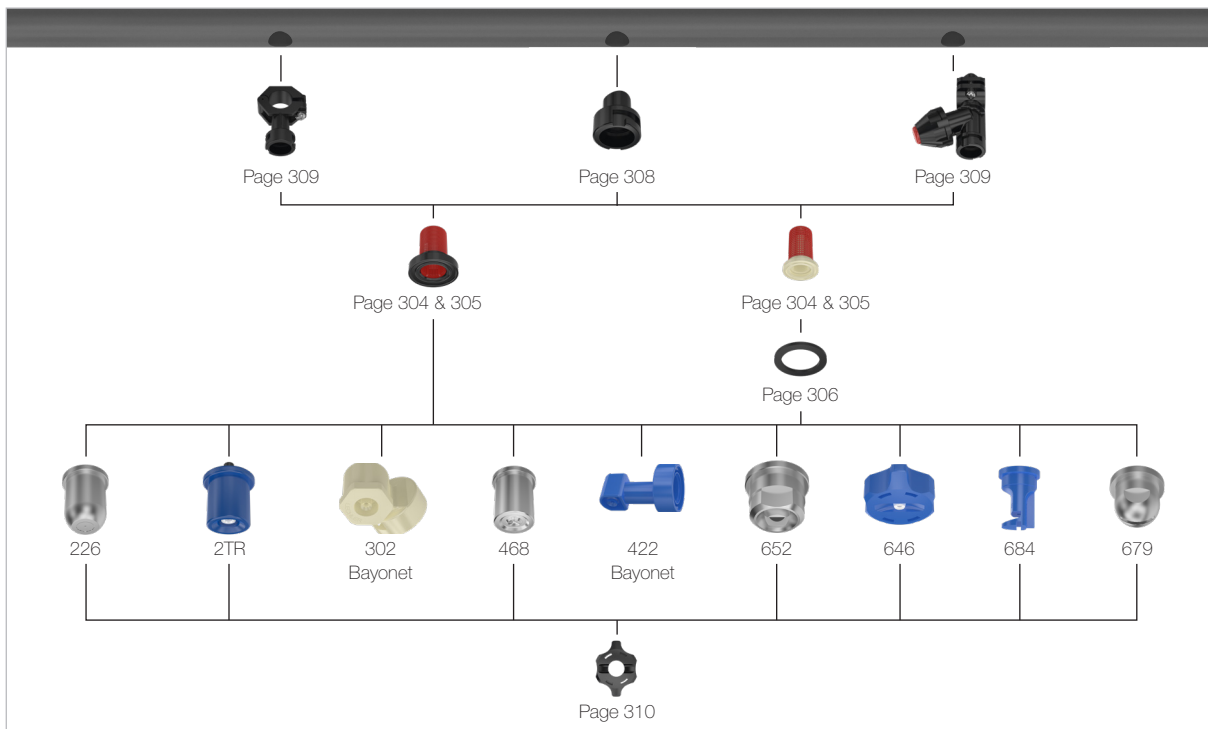 Page 309
Page 308
Page 309
Page 304 & 305
Page 304 & 305
Page 306
226
2TR
302
Bayonet
468
422
Bayonet
652
646
684
679
Page 310